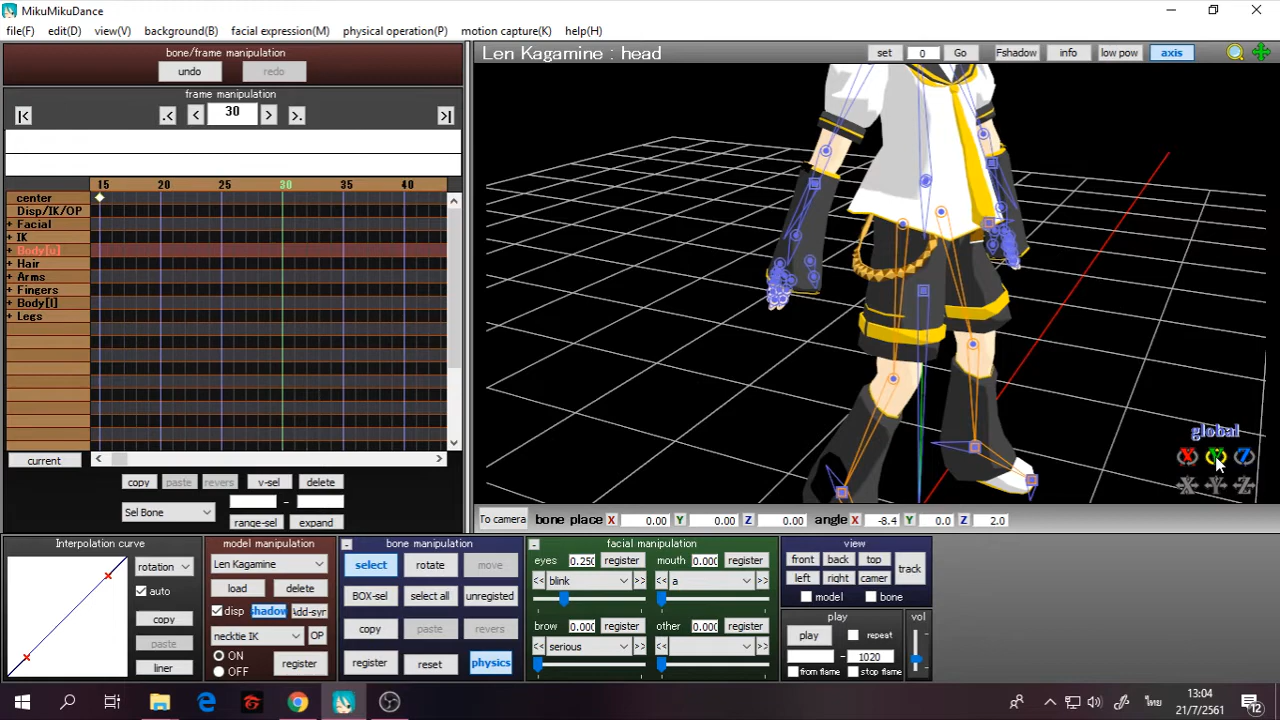 MikuMikuDance
file(F) edit(D) view(V) background(B) facial expression(M) physical operation(P) motion capture(K) help(H)
bone/frame manipulation
undo redo
frame manipulation
|< .< < 30 > >. >|
15 20 25 30 35 40
center
Disp/IK/OP
+ Facial
+ IK
+ Body[u]
+ Hair
+ Arms
+ Fingers
+ Body[l]
+ Legs
current
copy paste revers v-sel delete
Sel Bone -
range-sel expand
Len Kagamine : head
set 0 Go Fshadow info low pow axis
global
X Y Z
X Y Z
To camera bone place X 0.00 Y 0.00 Z 0.00 angle X -8.4 Y 0.0 Z 2.0
Interpolation curve
rotation
auto
copy
paste
liner
model manipulation
Len Kagamine
load delete
disp shadow Add-syn
necktie IK OP
ON
OFF
register
- bone manipulation
select rotate move
BOX-sel select all unregisted
copy paste revers
register reset physics
- facial manipulation
eyes 0.250 register mouth 0.000 register
<< blink >> << a >>
brow 0.000 register other 0.000 register
<< serious >> << >>
view
front back top
left right camer
track
model bone
play
play repeat
- 1020
from flame stop flame
vol
ไทย
13:04
21/7/2561
12